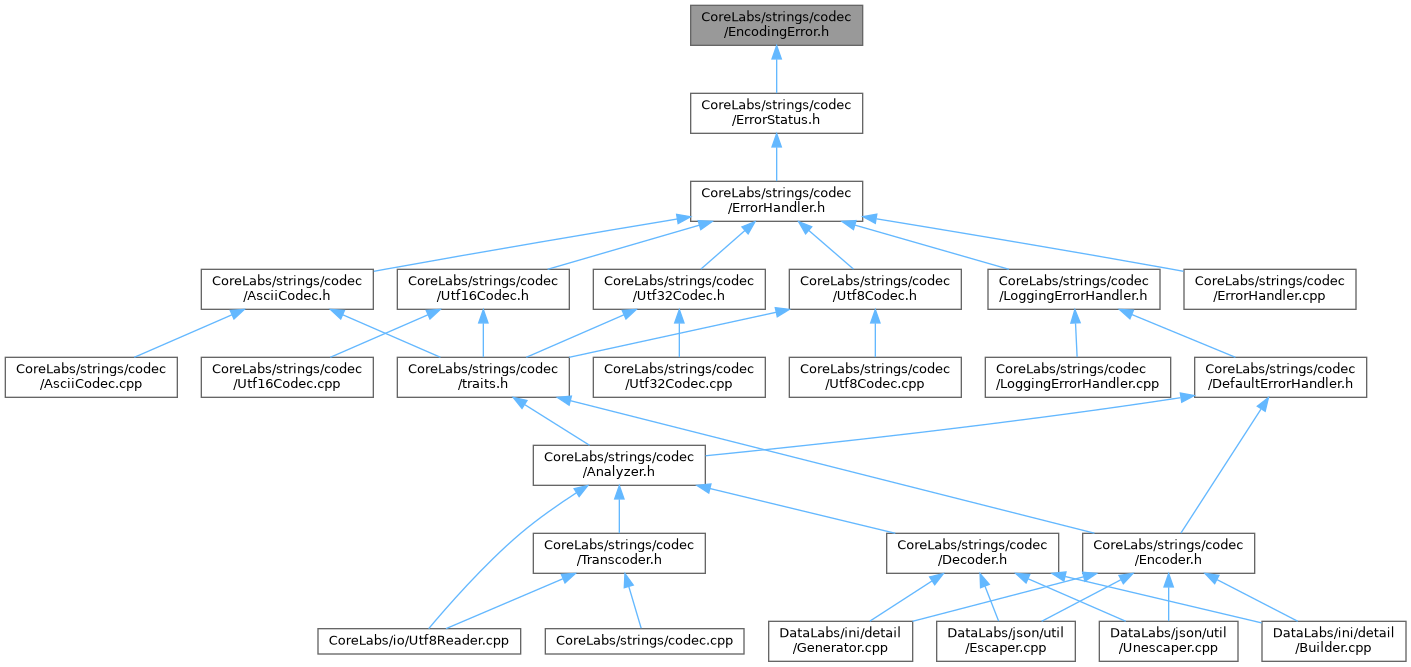 CoreLabs/strings/codec
/EncodingError.h
CoreLabs/strings/codec
/ErrorStatus.h
CoreLabs/strings/codec
/ErrorHandler.h
CoreLabs/strings/codec
/AsciiCodec.h
CoreLabs/strings/codec
/Utf16Codec.h
CoreLabs/strings/codec
/Utf32Codec.h
CoreLabs/strings/codec
/Utf8Codec.h
CoreLabs/strings/codec
/LoggingErrorHandler.h
CoreLabs/strings/codec
/ErrorHandler.cpp
CoreLabs/strings/codec
/AsciiCodec.cpp
CoreLabs/strings/codec
/Utf16Codec.cpp
CoreLabs/strings/codec
/traits.h
CoreLabs/strings/codec
/Utf32Codec.cpp
CoreLabs/strings/codec
/Utf8Codec.cpp
CoreLabs/strings/codec
/LoggingErrorHandler.cpp
CoreLabs/strings/codec
/DefaultErrorHandler.h
CoreLabs/strings/codec
/Analyzer.h
CoreLabs/strings/codec
/Transcoder.h
CoreLabs/strings/codec
/Decoder.h
CoreLabs/strings/codec
/Encoder.h
CoreLabs/io/Utf8Reader.cpp
CoreLabs/strings/codec.cpp
DataLabs/ini/detail
/Generator.cpp
DataLabs/json/util
/Escaper.cpp
DataLabs/json/util
/Unescaper.cpp
DataLabs/ini/detail
/Builder.cpp